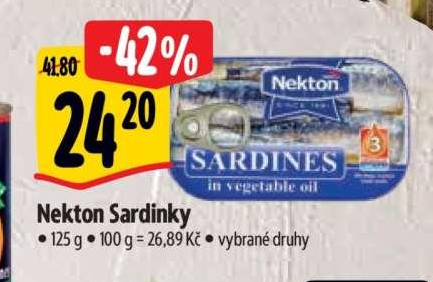 41.80
-42%
24 20
Nekton
SARDINES
in vegetable oil
3
Nekton Sardinky
• 125 g • 100 g = 26,89 Kč • vybrané druhy